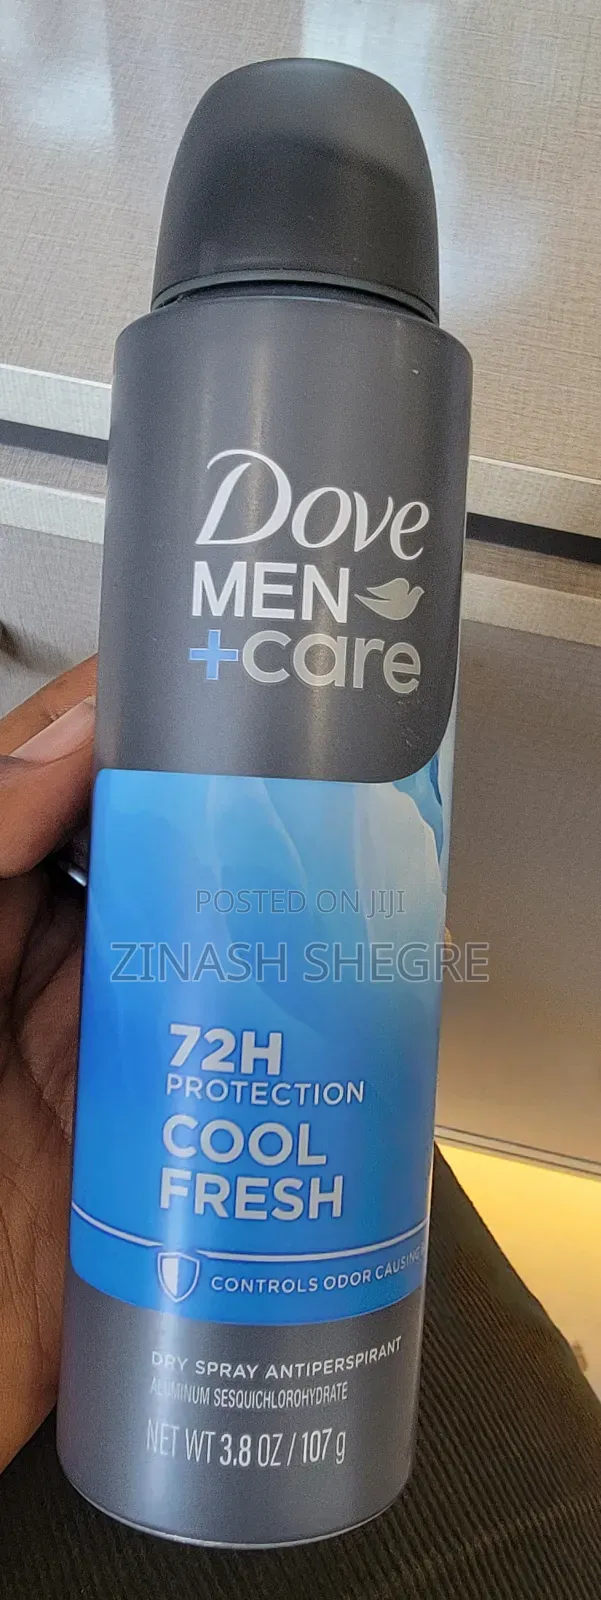 Dove
MEN
+care
POSTED ON JIJI
ZINASH SHEGRE
72H
PROTECTION
COOL
FRESH
CONTROLS ODOR CAUSING
DRY SPRAY ANTIPERSPIRANT
ALUMINUM SESQUICHLOROHYDRATE
NET WT 3.8 OZ / 107 g